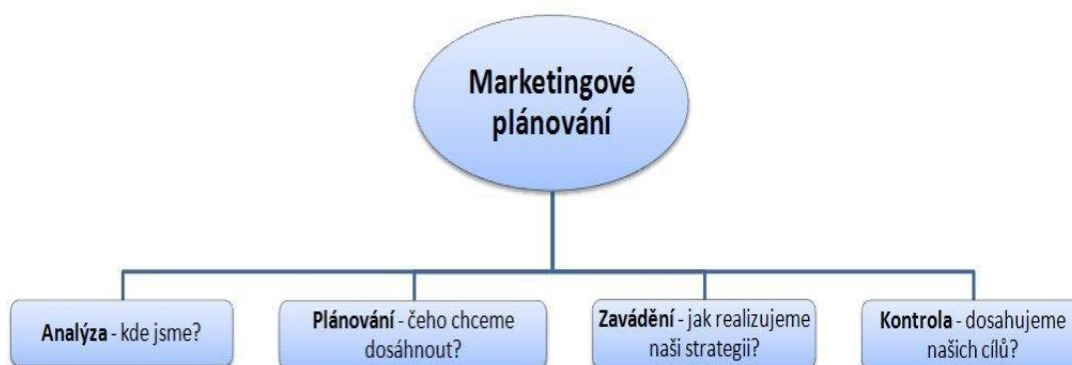 Marketingové
plánování
Analýza - kde jsme?
Plánování - čeho chceme
dosáhnout?
Zavádění - jak realizujeme
naši strategii?
Kontrola - dosahujeme
našich cílů?